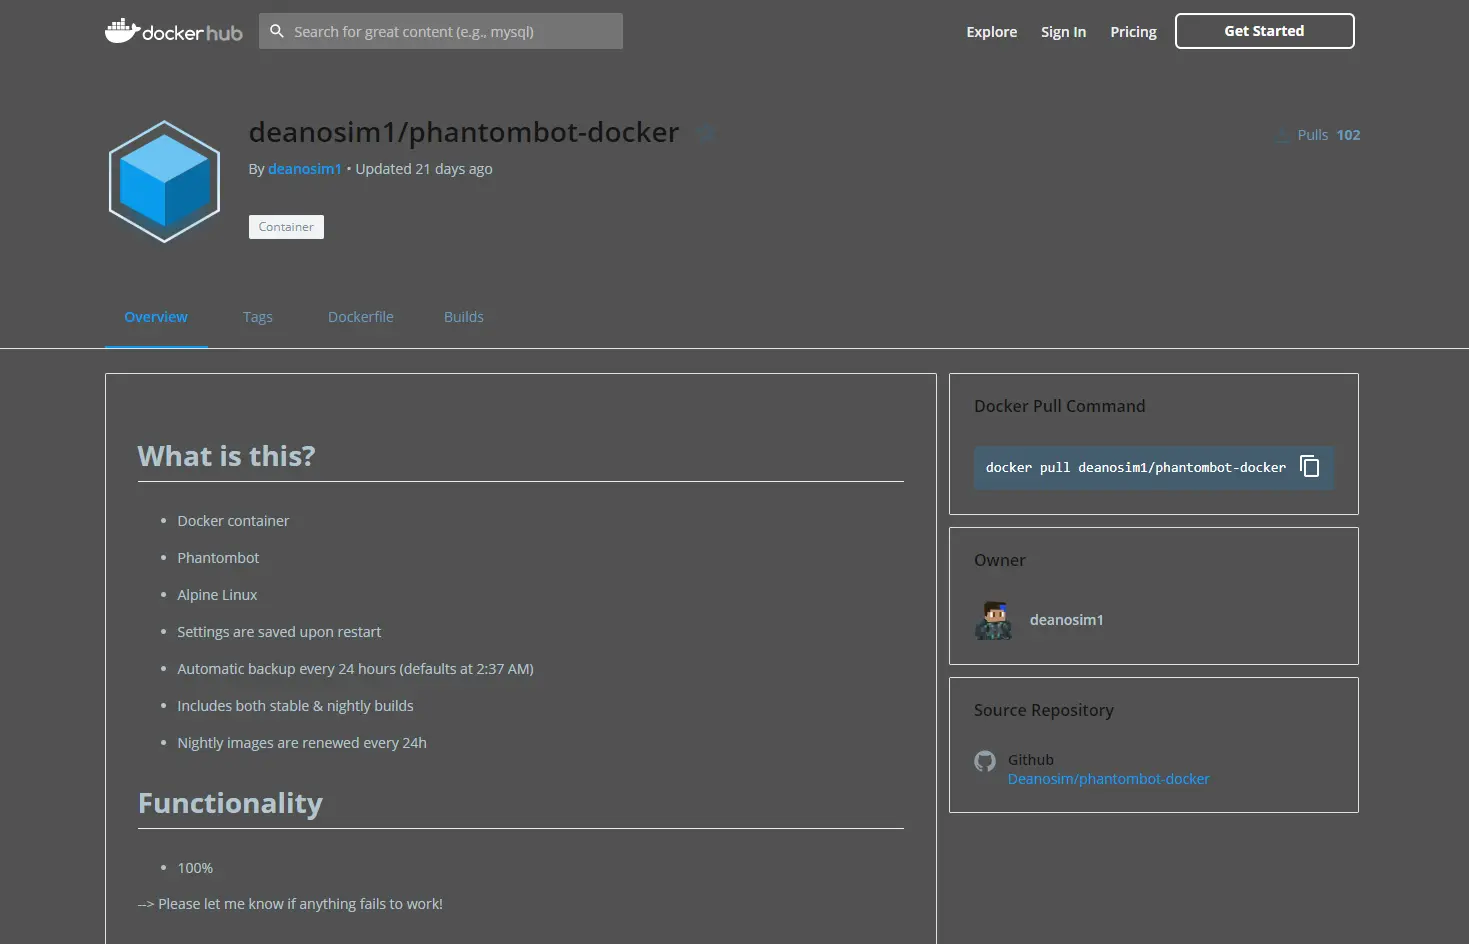 docker hub
Search for great content (e.g., mysql)
Explore
Sign In
Pricing
Get Started
deanosim1/phantombot-docker
Pulls 102
By deanosim1 • Updated 21 days ago
Container
Overview
Tags
Dockerfile
Builds
What is this?
• Docker container
• Phantombot
• Alpine Linux
• Settings are saved upon restart
• Automatic backup every 24 hours (defaults at 2:37 AM)
• Includes both stable & nightly builds
• Nightly images are renewed every 24h
Functionality
• 100%
--> Please let me know if anything fails to work!
Docker Pull Command
docker pull deanosim1/phantombot-docker
Owner
deanosim1
Source Repository
Github
Deanosim/phantombot-docker